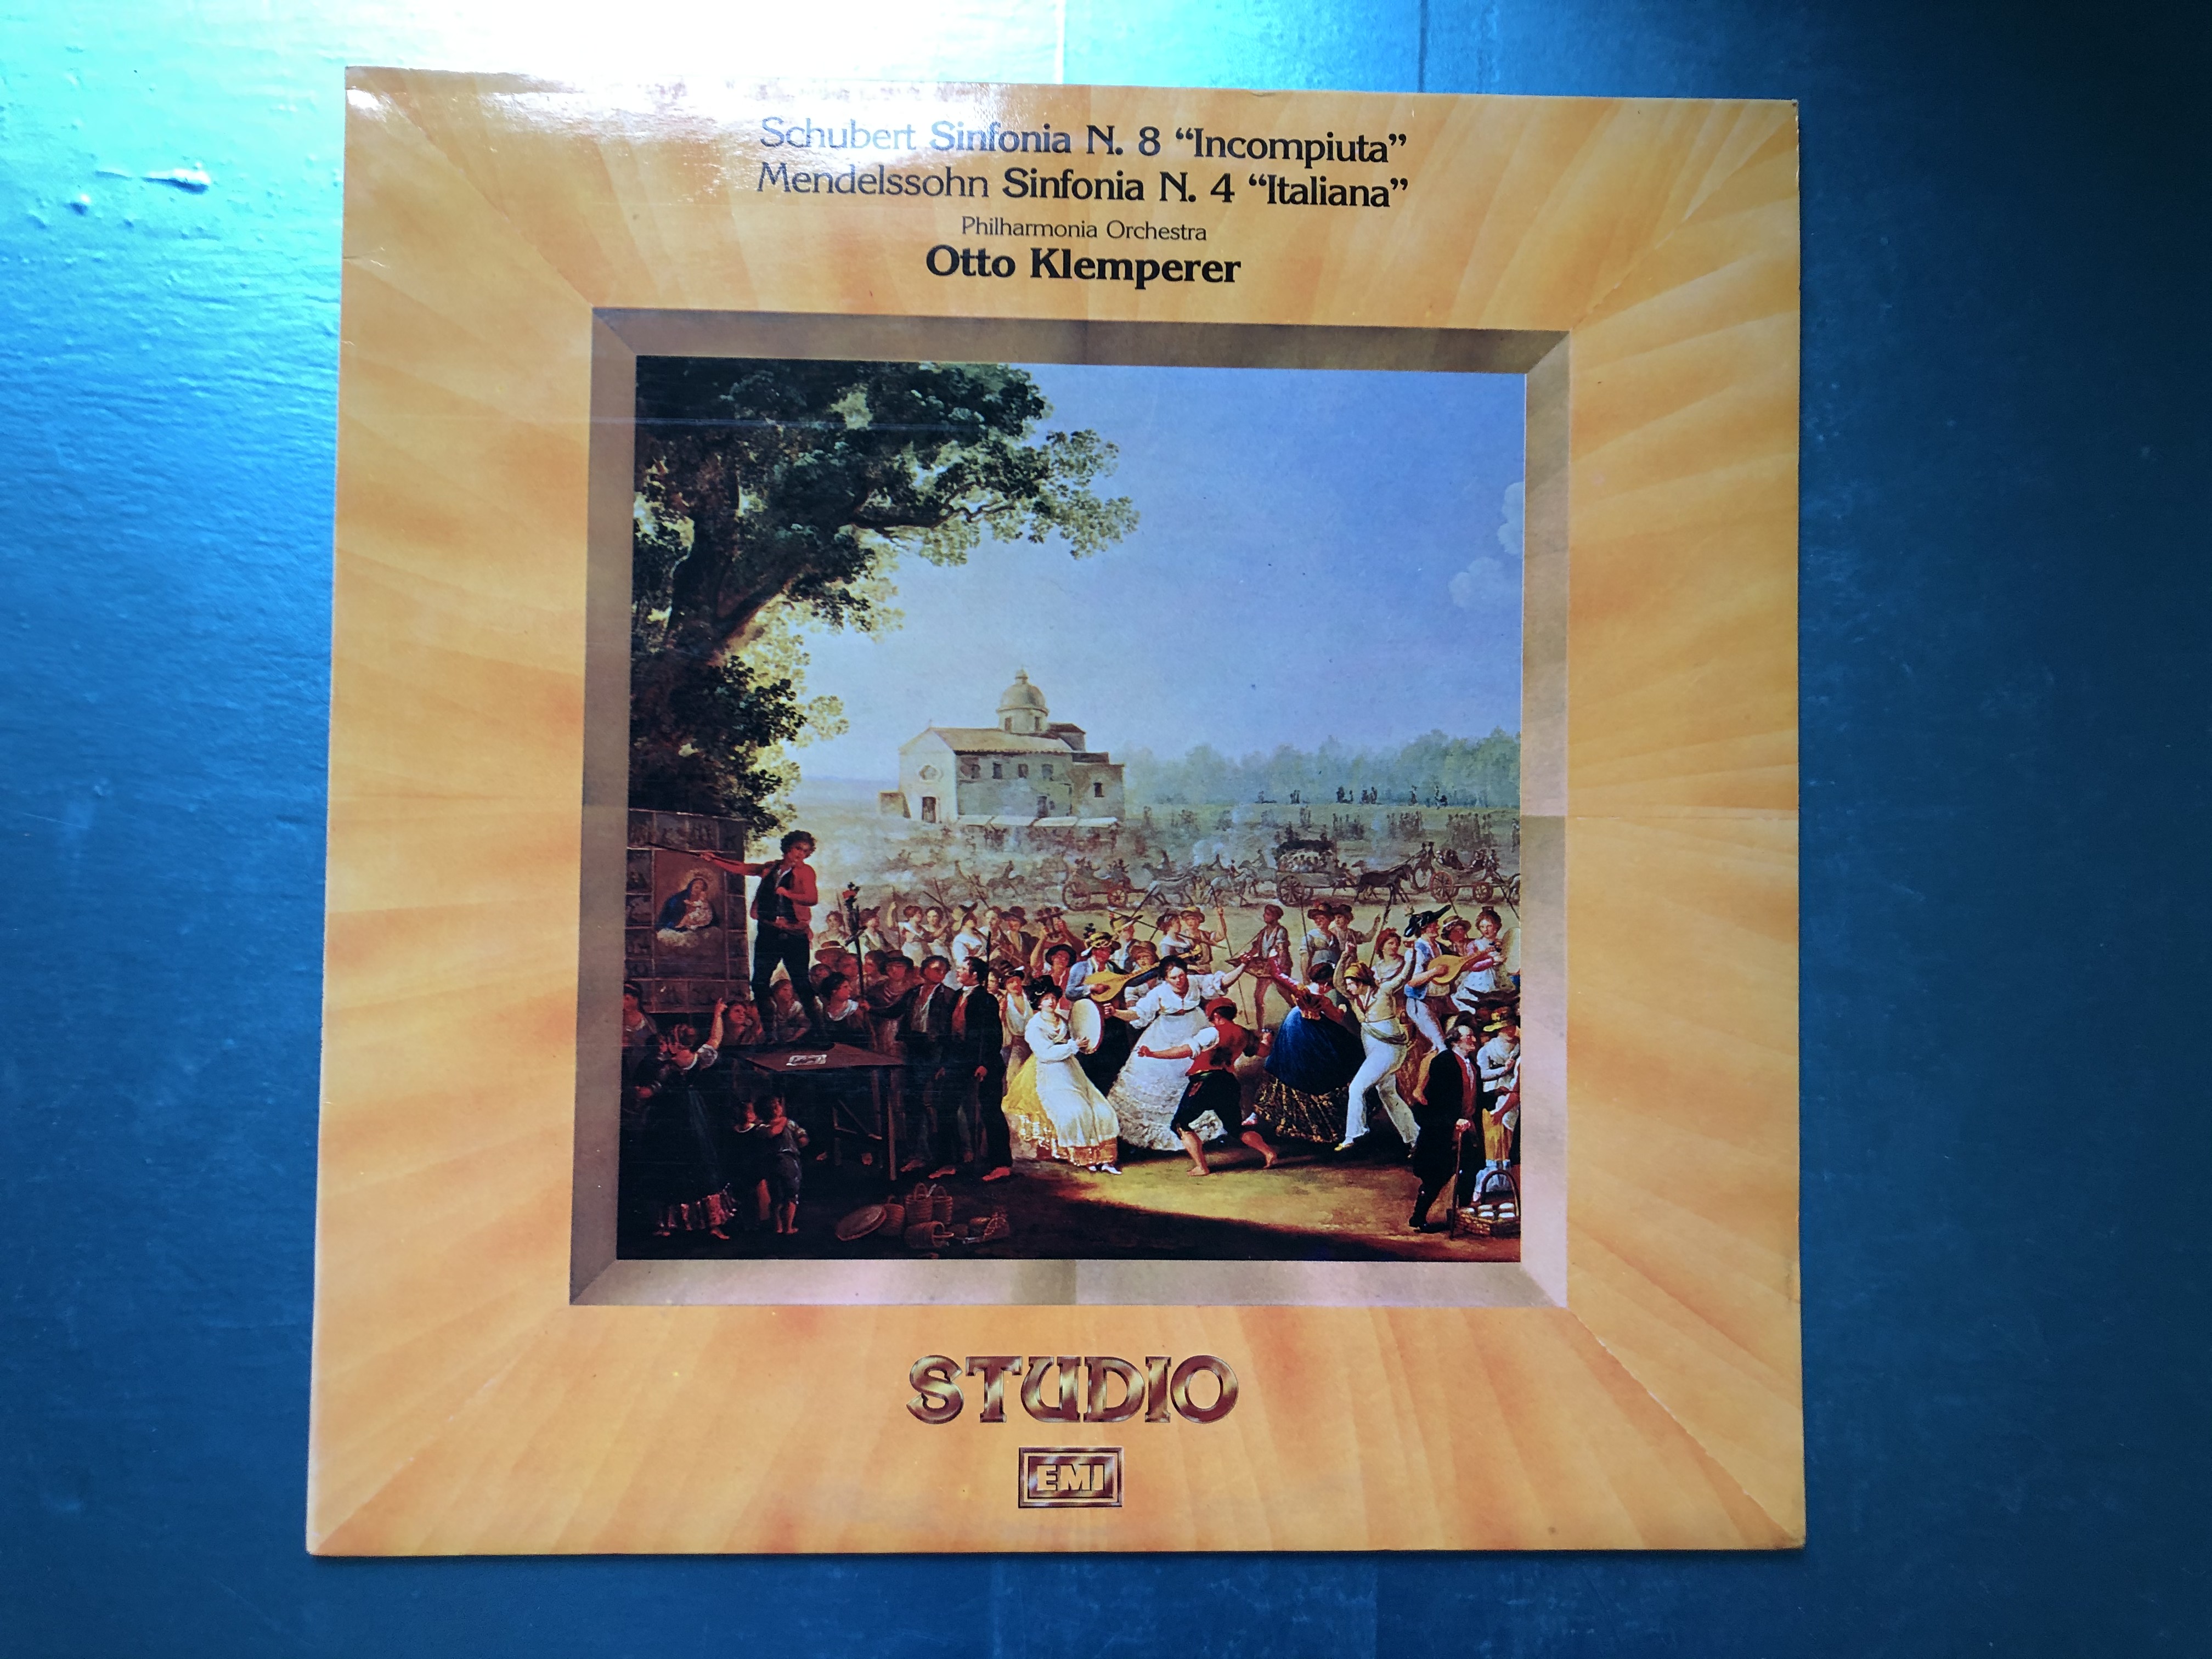 Schubert Sinfonia N. 8 “Incompiuta”
Mendelssohn Sinfonia N. 4 “Italiana”
Philharmonia Orchestra
Otto Klemperer
STUDIO
EMI